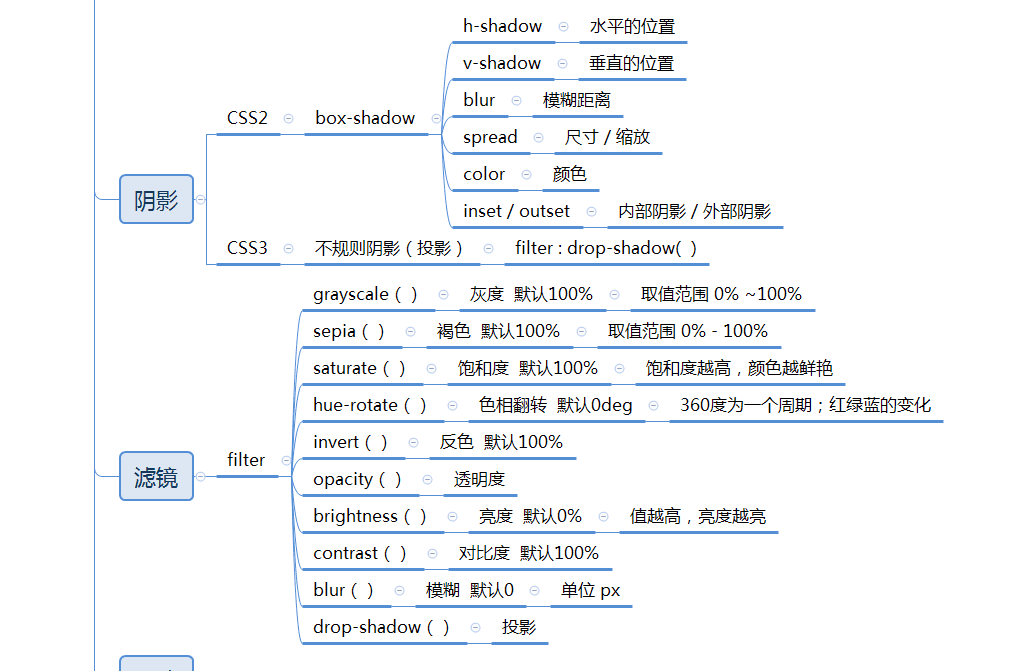 h-shadow 水平的位置
v-shadow 垂直的位置
blur 模糊距离
CSS2 box-shadow
spread 尺寸 / 缩放
color 颜色
阴影
inset / outset 内部阴影 / 外部阴影
CSS3 不规则阴影（投影） filter : drop-shadow( )
grayscale（ ） 灰度 默认100% 取值范围 0% ~100%
sepia（ ） 褐色 默认100% 取值范围 0% - 100%
saturate（ ） 饱和度 默认100% 饱和度越高，颜色越鲜艳
hue-rotate（ ） 色相翻转 默认0deg 360度为一个周期；红绿蓝的变化
invert（ ） 反色 默认100%
filter
滤镜
opacity（ ） 透明度
brightness（ ） 亮度 默认0% 值越高，亮度越亮
contrast（ ） 对比度 默认100%
blur（ ） 模糊 默认0 单位 px
drop-shadow（ ） 投影